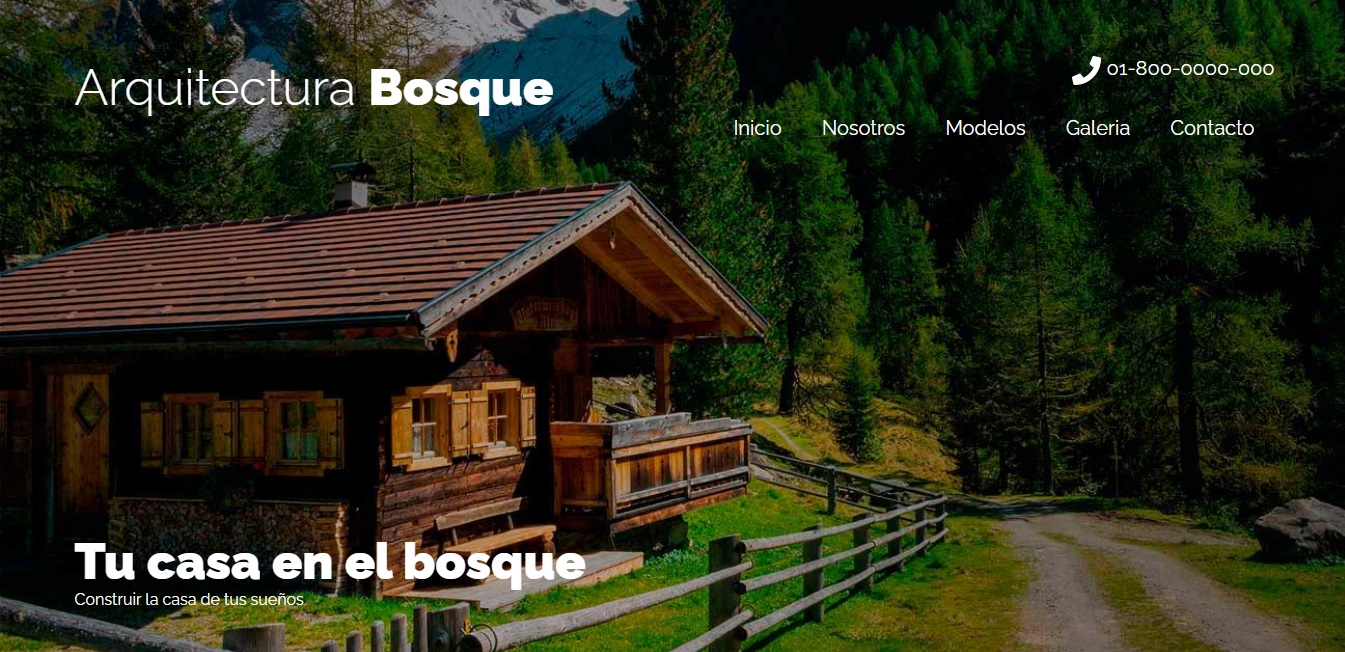 Arquitectura Bosque
01-800-0000-000
Inicio Nosotros Modelos Galeria Contacto
Tu casa en el bosque
Construir la casa de tus sueños